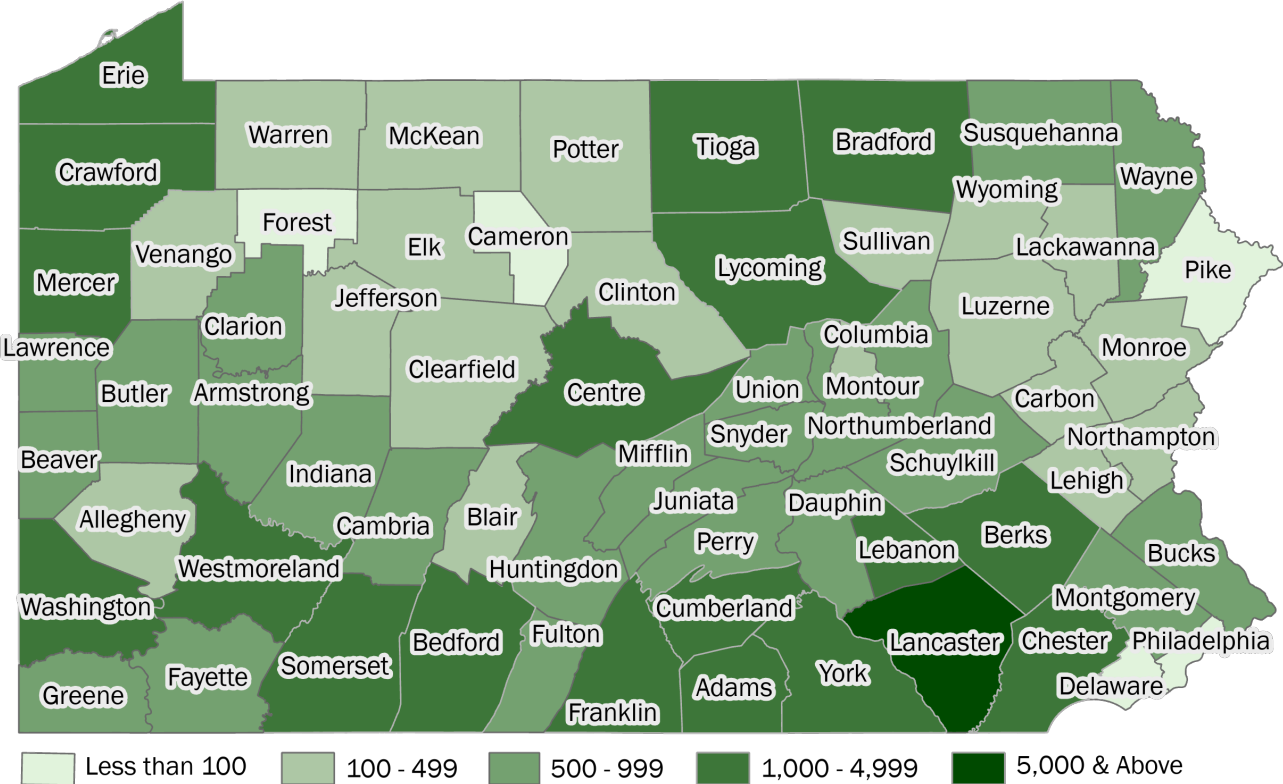 Erie
Warren
McKean
Potter
Tioga
Bradford
Susquehanna
Wayne
Crawford
Wyoming
Forest
Cameron
Sullivan
Lackawanna
Venango
Elk
Mercer
Lycoming
Pike
Jefferson
Clinton
Luzerne
Clarion
Columbia
Lawrence
Monroe
Clearfield
Butler
Armstrong
Centre
Union
Montour
Carbon
Snyder
Northumberland
Northampton
Beaver
Mifflin
Schuylkill
Indiana
Lehigh
Allegheny
Cambria
Blair
Juniata
Dauphin
Perry
Lebanon
Berks
Bucks
Westmoreland
Huntingdon
Washington
Cumberland
Montgomery
Bedford
Fulton
Lancaster
Chester
Philadelphia
Greene
Fayette
Somerset
Franklin
Adams
York
Delaware
Less than 100
100 - 499
500 - 999
1,000 - 4,999
5,000 & Above